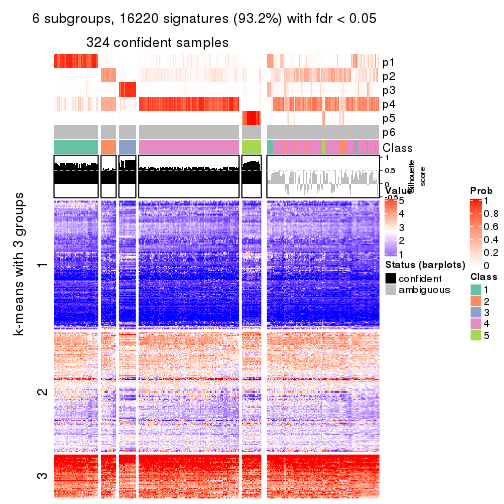 6 subgroups, 16220 signatures (93.2%) with fdr < 0.05
324 confident samples
p1
p2
p3
p4
p5
p6
Class
1
0.5
0
-0.5
Silhouette
score
k-means with 3 groups
1
2
3
Value
5
4
3
2
1
Status (barplots)
confident
ambiguous
Prob
1
0.8
0.6
0.4
0.2
0
Class
1
2
3
4
5